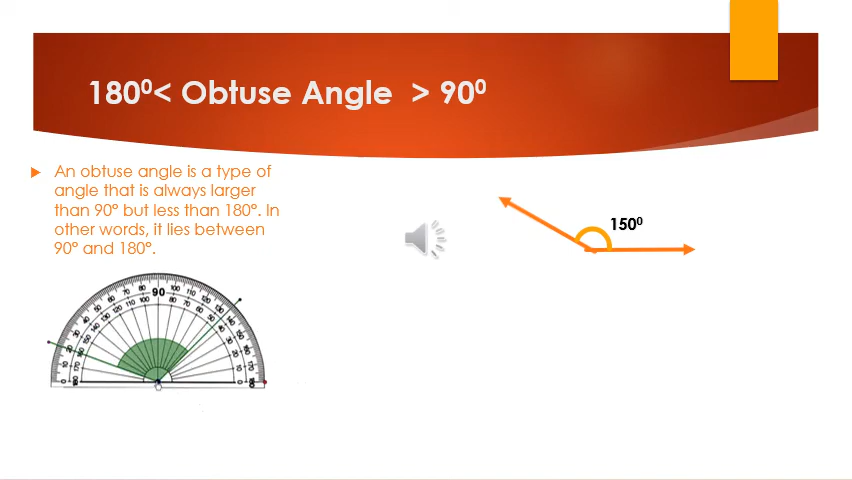 180⁰< Obtuse Angle > 90⁰
An obtuse angle is a type of
angle that is always larger
than 90° but less than 180°. In
other words, it lies between
90° and 180°.
150⁰
90